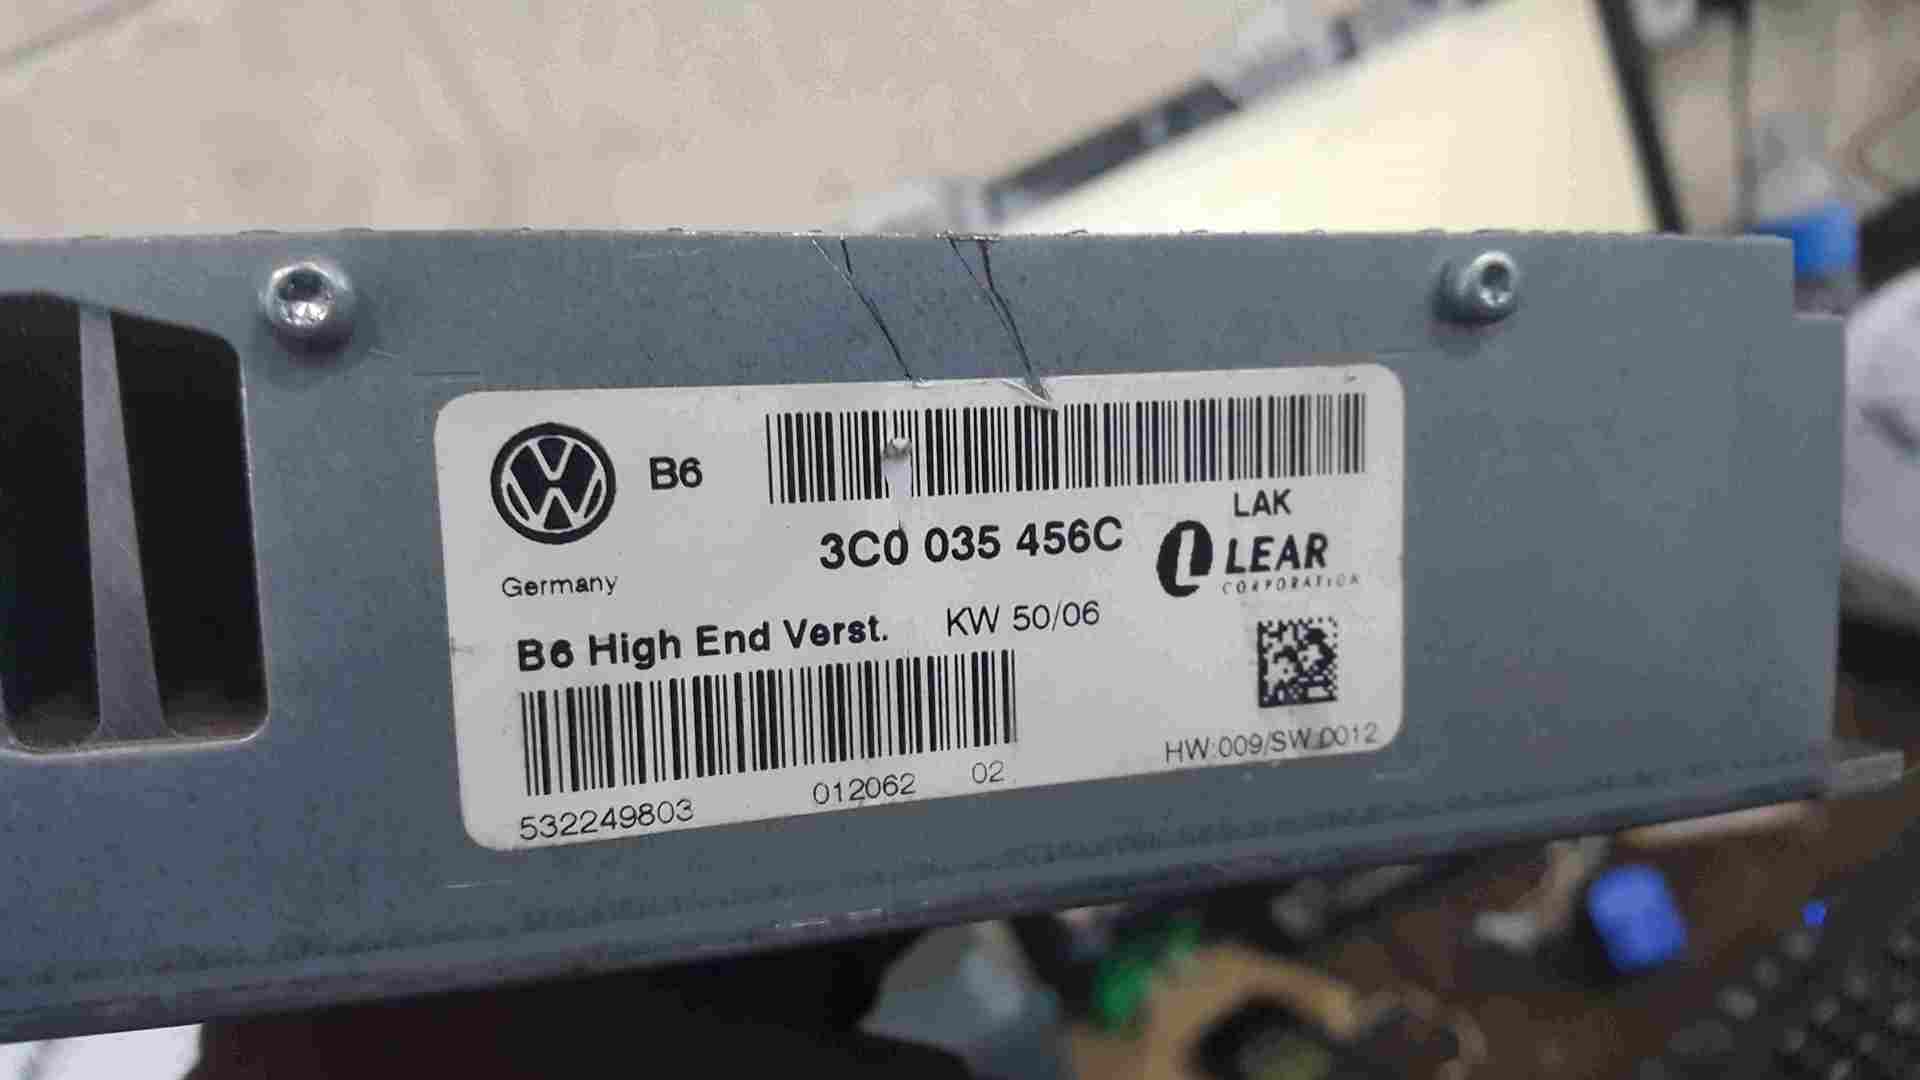 B6
LAK
3C0 035 456C
LEAR
CORPORATION
Germany
B6 High End Verst. KW 50/06
HW:009/SW:0012
012062 02
532249803